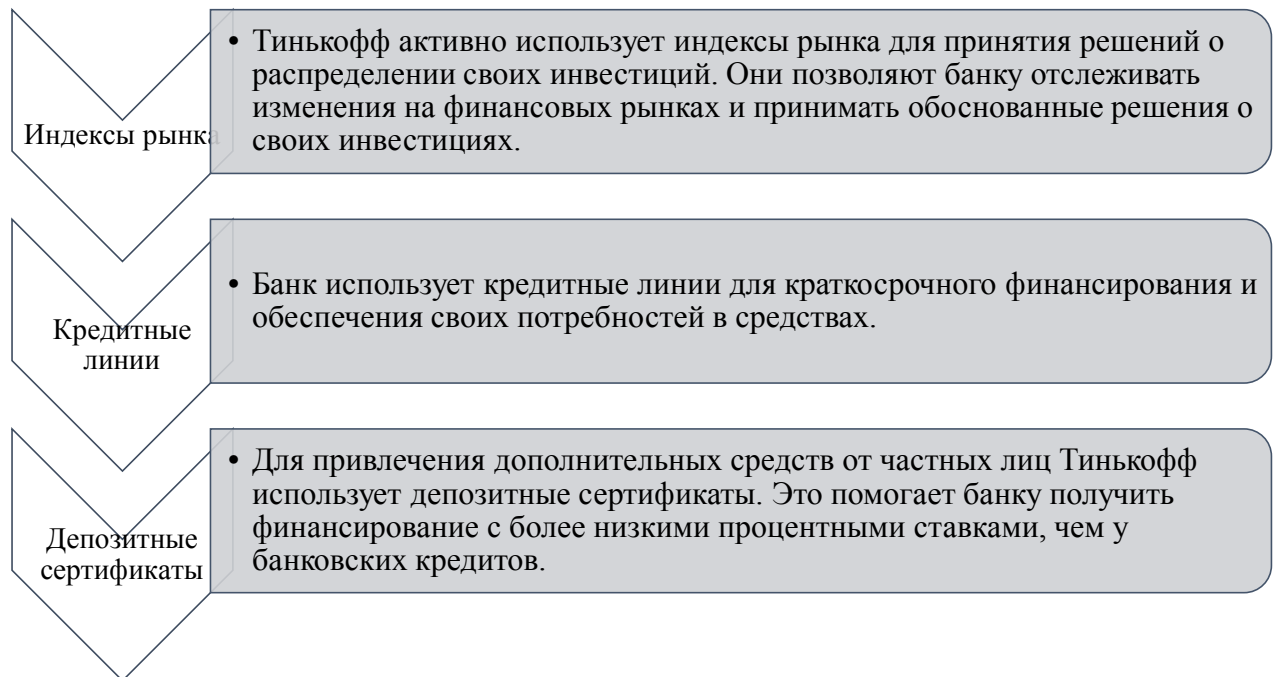 Индексы рынка
• Тинькофф активно использует индексы рынка для принятия решений о
распределении своих инвестиций. Они позволяют банку отслеживать
изменения на финансовых рынках и принимать обоснованные решения о
своих инвестициях.
Кредитные
линии
• Банк использует кредитные линии для краткосрочного финансирования и
обеспечения своих потребностей в средствах.
Депозитные
сертификаты
• Для привлечения дополнительных средств от частных лиц Тинькофф
использует депозитные сертификаты. Это помогает банку получить
финансирование с более низкими процентными ставками, чем у
банковских кредитов.